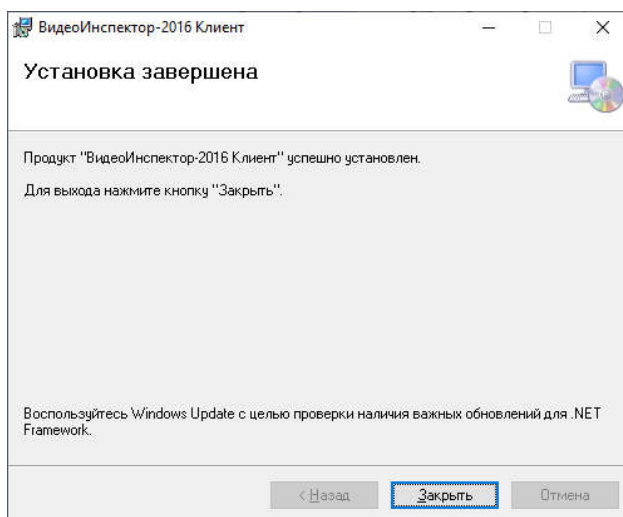 ВидеоИнспектор-2016 Клиент
Установка завершена
Продукт "ВидеоИнспектор-2016 Клиент" успешно установлен.
Для выхода нажмите кнопку "Закрыть".
Воспользуйтесь Windows Update с целью проверки наличия важных обновлений для .NET
Framework.
< Назад Закрыть Отмена